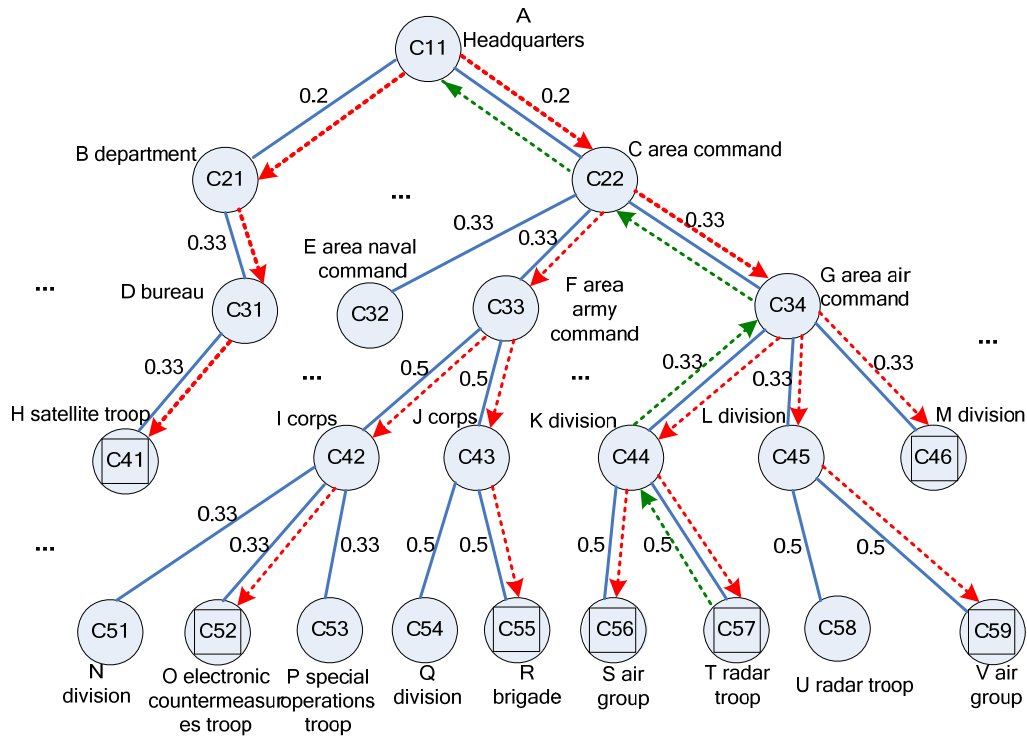 A
Headquarters
C11
0.2
0.2
B department
C area command
C21
C22
...
0.33
0.33
0.33
0.33
E area naval
command
...
D bureau
C31
C32
C33
F area
army
command
C34
G area air
command
...
0.33
0.5
0.5
...
...
0.33
0.33
0.33
H satellite troop
I corps
J corps
K division
L division
M division
C41
C42
C43
C44
C45
C46
...
0.33
0.33
0.33
0.5
0.5
0.5
0.5
0.5
0.5
C51
C52
C53
C54
C55
C56
C57
C58
C59
N
division
O electronic
countermeasur
es troop
P special
operations
troop
Q
division
R
brigade
S air
group
T radar
troop
U radar troop
V air
group